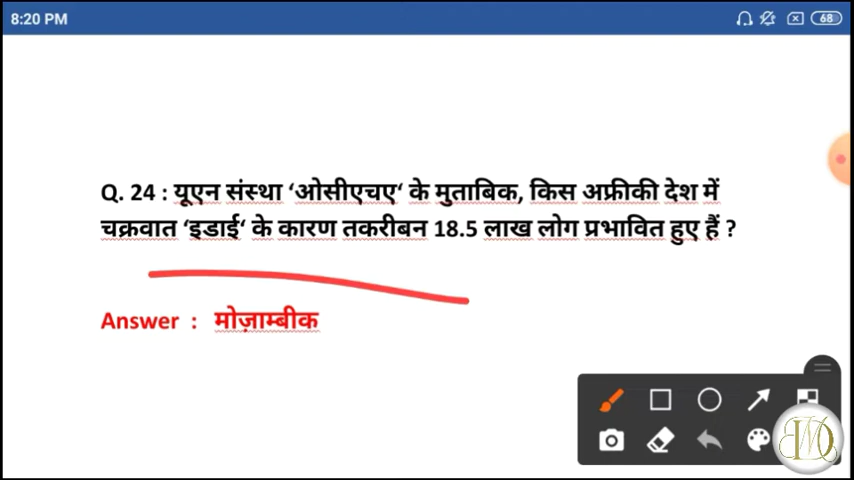 8:20 PM
68
Q. 24 : यूएन संस्था ‘ओसीएचए‘ के मुताबिक, किस अफ्रीकी देश में
चक्रवात ‘इडाई‘ के कारण तकरीबन 18.5 लाख लोग प्रभावित हुए हैं ?
Answer : मोज़ाम्बीक